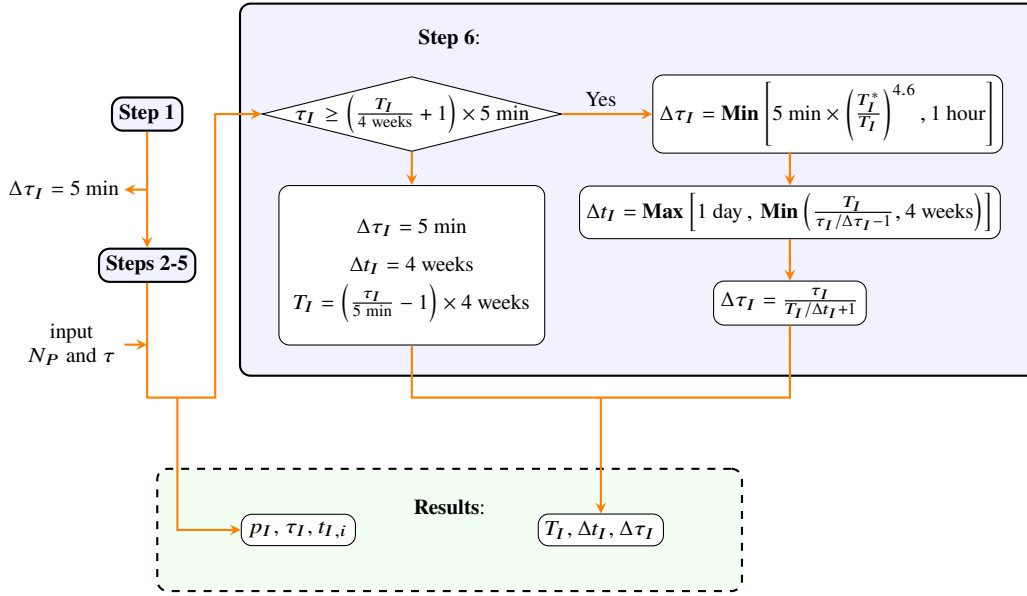 Step 6:
Step 1
τ_I ≥ (T_I / 4 weeks + 1) × 5 min
Yes
Δτ_I = Min [5 min × (T_I^* / T_I)^{4.6} , 1 hour]
Δτ_I = 5 min
Δτ_I = 5 min
Δt_I = 4 weeks
T_I = (τ_I / 5 min − 1) × 4 weeks
Δt_I = Max [1 day , Min (T_I / τ_I/Δτ_I−1 , 4 weeks)]
Steps 2-5
Δτ_I = τ_I / T_I/Δt_I+1
input
N_P and τ
Results:
p_I, τ_I, t_{I,i}
T_I, Δt_I, Δτ_I